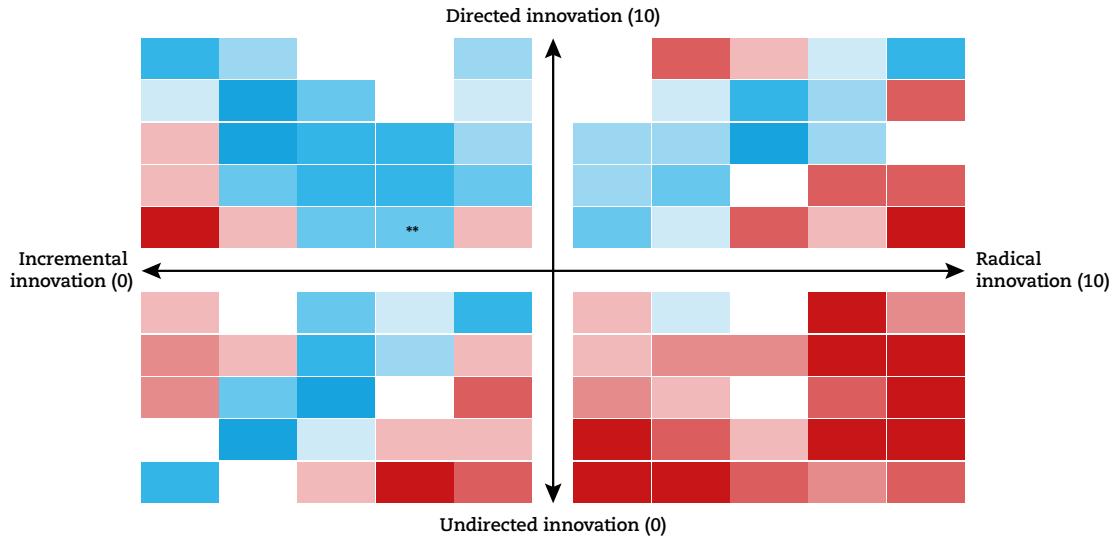 Directed innovation (10)
**
Incremental
innovation (0)
Radical
innovation (10)
Undirected innovation (0)